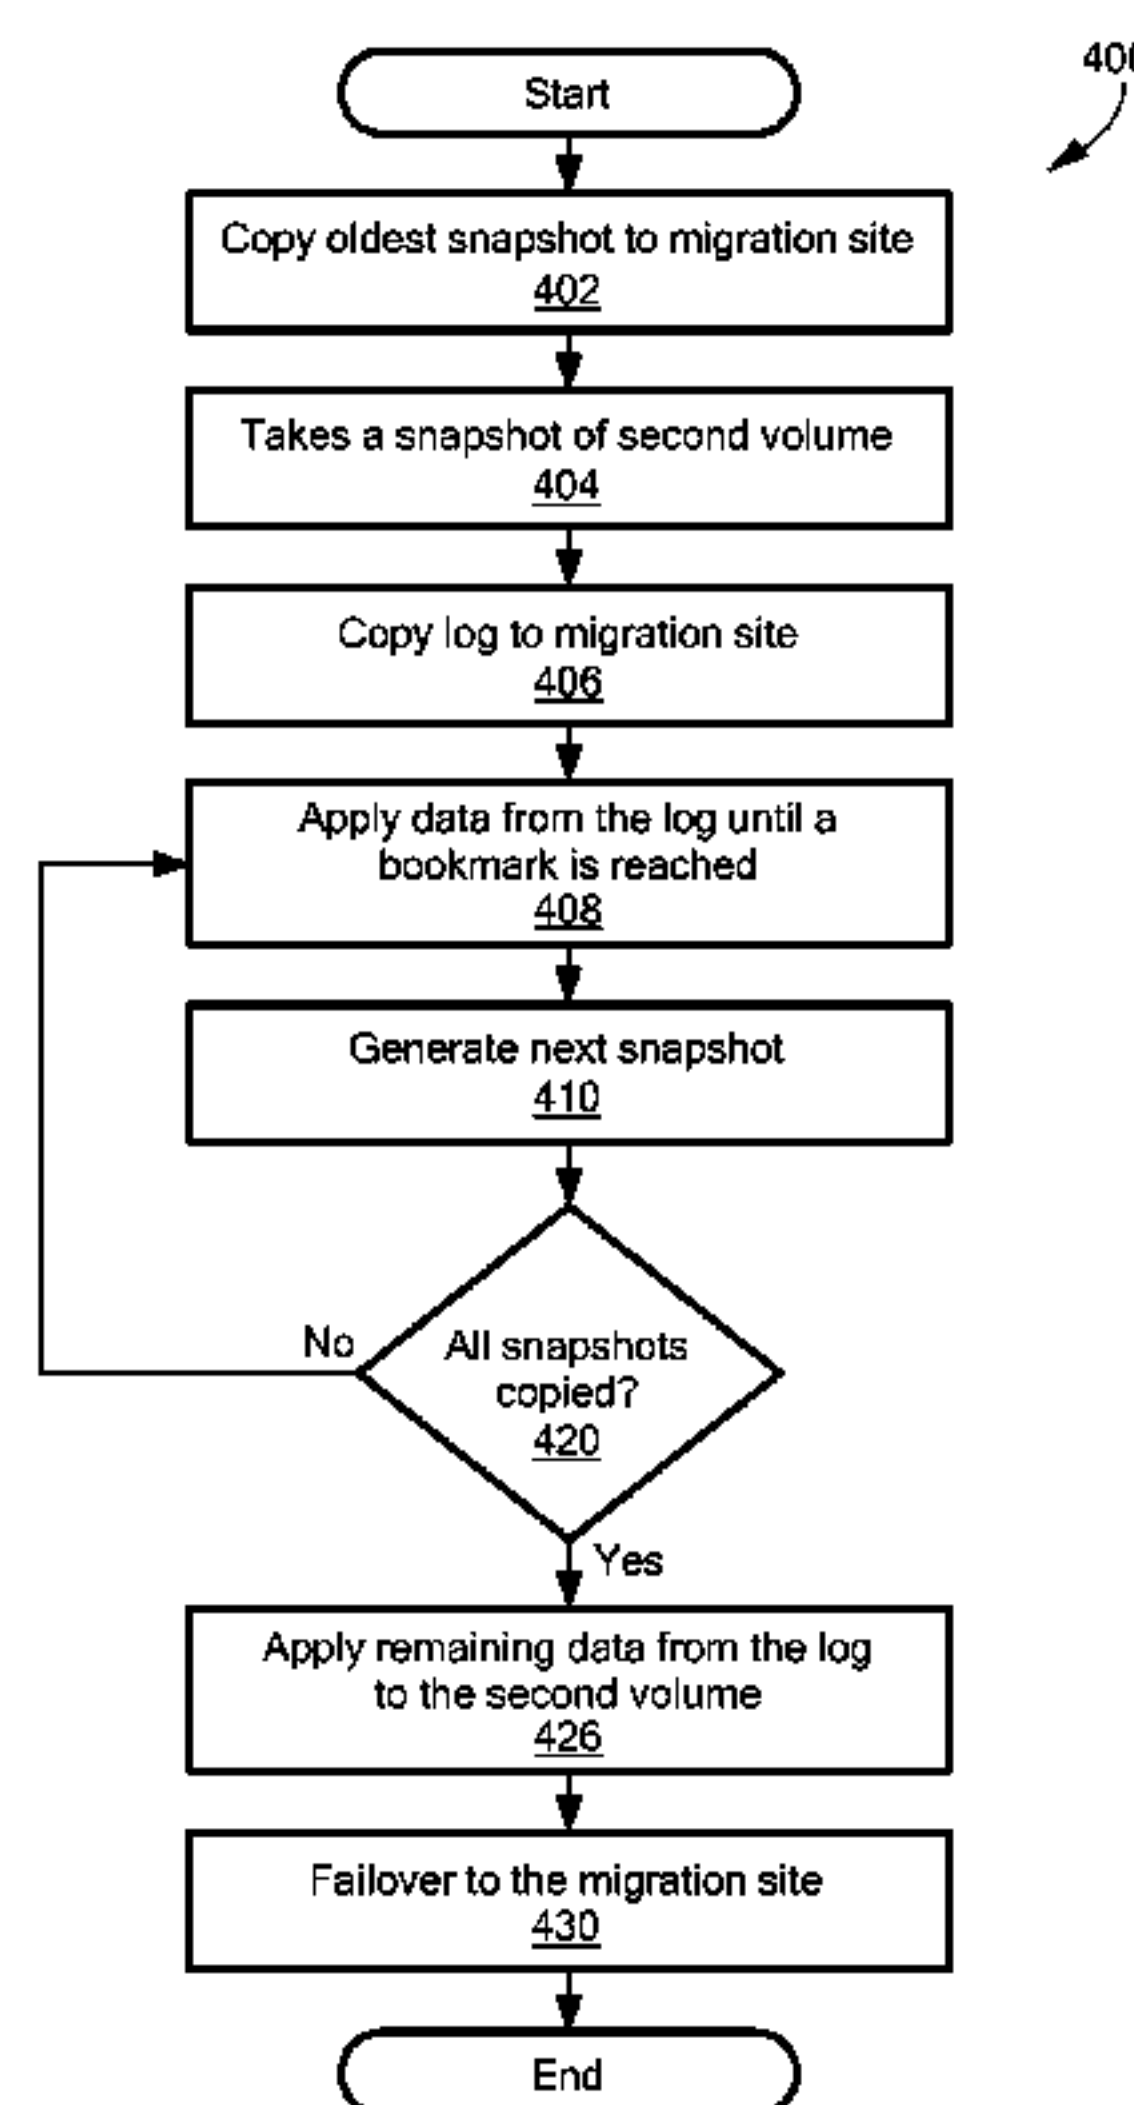 400
Start
Copy oldest snapshot to migration site
402
Takes a snapshot of second volume
404
Copy log to migration site
406
Apply data from the log until a
bookmark is reached
408
Generate next snapshot
410
No
All snapshots
copied?
420
Yes
Apply remaining data from the log
to the second volume
426
Failover to the migration site
430
End